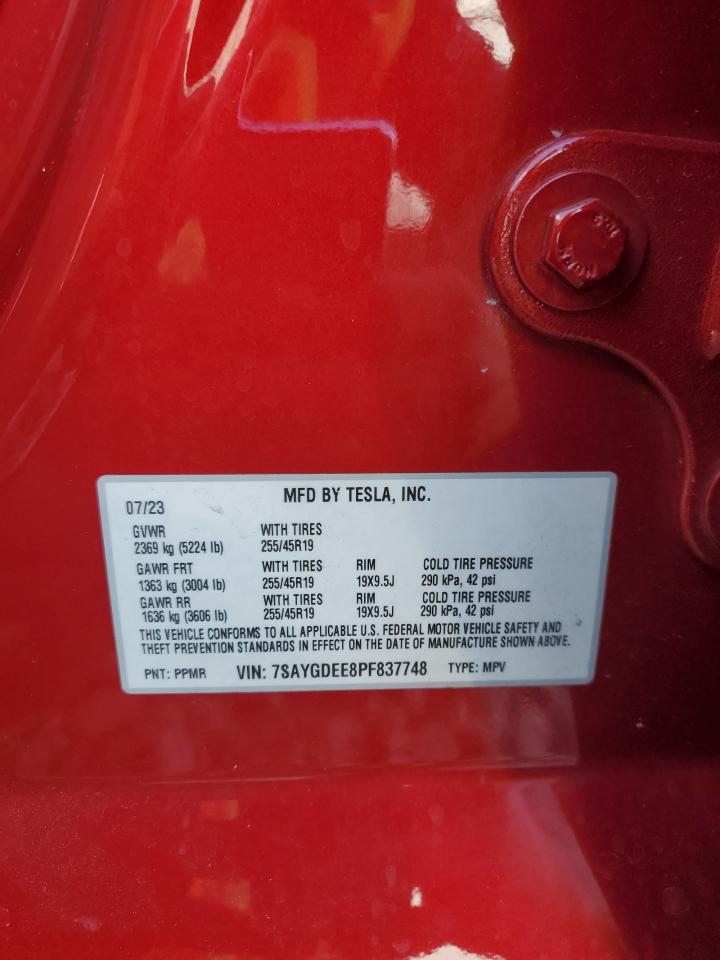 MFD BY TESLA, INC.
07/23
GVWR WITH TIRES
2369 kg (5224 lb) 255/45R19
GAWR FRT WITH TIRES RIM COLD TIRE PRESSURE
1363 kg (3004 lb) 255/45R19 19X9.5J 290 kPa, 42 psi
GAWR RR WITH TIRES RIM COLD TIRE PRESSURE
1636 kg (3606 lb) 255/45R19 19X9.5J 290 kPa, 42 psi
THIS VEHICLE CONFORMS TO ALL APPLICABLE U.S. FEDERAL MOTOR VEHICLE SAFETY AND
THEFT PREVENTION STANDARDS IN EFFECT ON THE DATE OF MANUFACTURE SHOWN ABOVE.
PNT: PPMR VIN: 7SAYGDEE8PF837748 TYPE: MPV